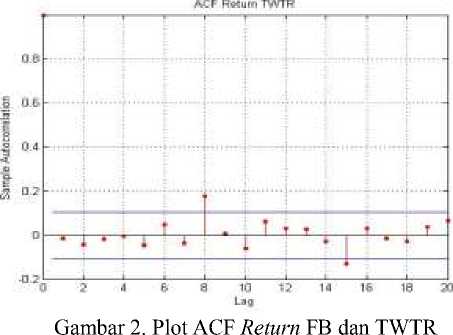 ACF Return TWTR
Sample Autocorrelation
0.8
0.6
0.4
0.2
0
-0.2
0 2 4 6 8 10 12 14 16 18 20
Lag
Gambar 2. Plot ACF Return FB dan TWTR